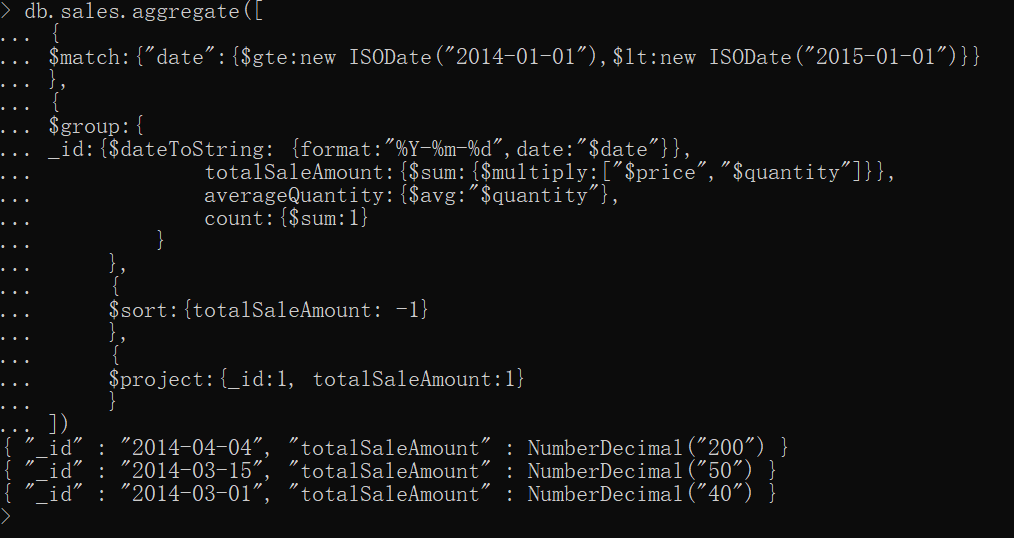 > db.sales.aggregate([
... {
... $match:{"date":{$gte:new ISODate("2014-01-01"),$lt:new ISODate("2015-01-01")}}
... },
... {
... $group:{
... _id:{$dateToString: {format:"%Y-%m-%d",date:"$date"}},
...              totalSaleAmount:{$sum:{$multiply:["$price","$quantity"]}},
...              averageQuantity:{$avg:"$quantity"},
...              count:{$sum:1}
...          }
...      },
...      {
...      $sort:{totalSaleAmount: -1}
...      },
...      {
...      $project:{_id:1, totalSaleAmount:1}
...      }
... ])
{ "_id" : "2014-04-04", "totalSaleAmount" : NumberDecimal("200") }
{ "_id" : "2014-03-15", "totalSaleAmount" : NumberDecimal("50") }
{ "_id" : "2014-03-01", "totalSaleAmount" : NumberDecimal("40") }
>